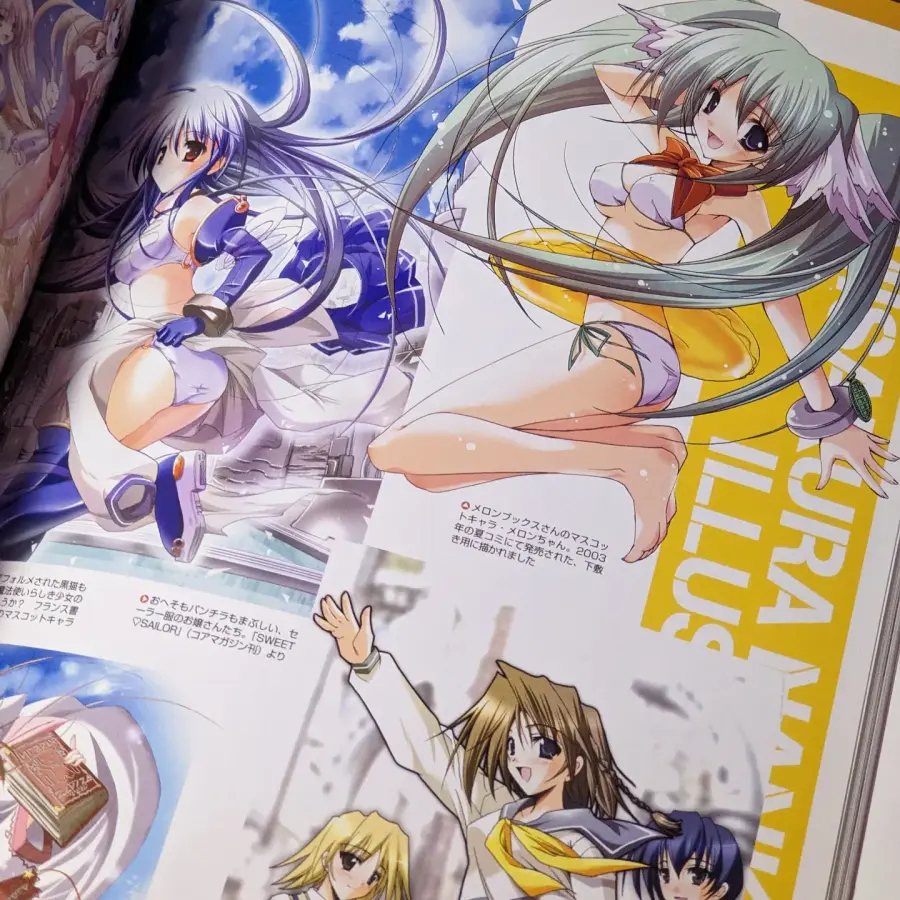 メロンブックスさんのマスコッ
トキャラ・メロンちゃん。2003
年の夏コミにて発売された、下敷
き用に描かれました
フォルメされた黒猫も
魔法使いらしき少女の
うか? フランス書
のマスコットキャラ
おへそもパンチラもまぶしい、セ
ーラー服のお嬢さんたち。「SWEET
♡SAILOR」(コアマガジン刊)より
URA NANK
ILLUS